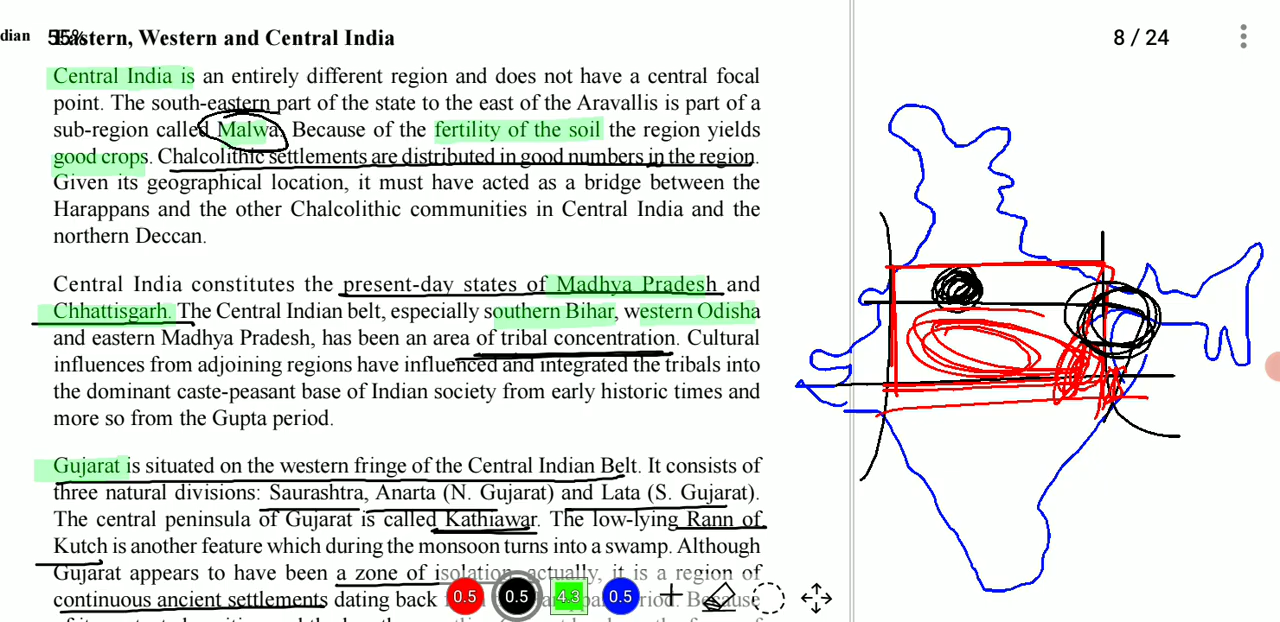 dian 55% Eastern, Western and Central India
8 / 24
Central India is an entirely different region and does not have a central focal
point. The south-eastern part of the state to the east of the Aravallis is part of a
sub-region called Malwa. Because of the fertility of the soil the region yields
good crops. Chalcolithic settlements are distributed in good numbers in the region.
Given its geographical location, it must have acted as a bridge between the
Harappans and the other Chalcolithic communities in Central India and the
northern Deccan.
Central India constitutes the present-day states of Madhya Pradesh and
Chhattisgarh. The Central Indian belt, especially southern Bihar, western Odisha
and eastern Madhya Pradesh, has been an area of tribal concentration. Cultural
influences from adjoining regions have influenced and integrated the tribals into
the dominant caste-peasant base of Indian society from early historic times and
more so from the Gupta period.
Gujarat is situated on the western fringe of the Central Indian Belt. It consists of
three natural divisions: Saurashtra, Anarta (N. Gujarat) and Lata (S. Gujarat).
The central peninsula of Gujarat is called Kathiawar. The low-lying Rann of
Kutch is another feature which during the monsoon turns into a swamp. Although
Gujarat appears to have been a zone of isolation, actually, it is a region of
continuous ancient settlements dating back
0.5 0.5 4.3 0.5